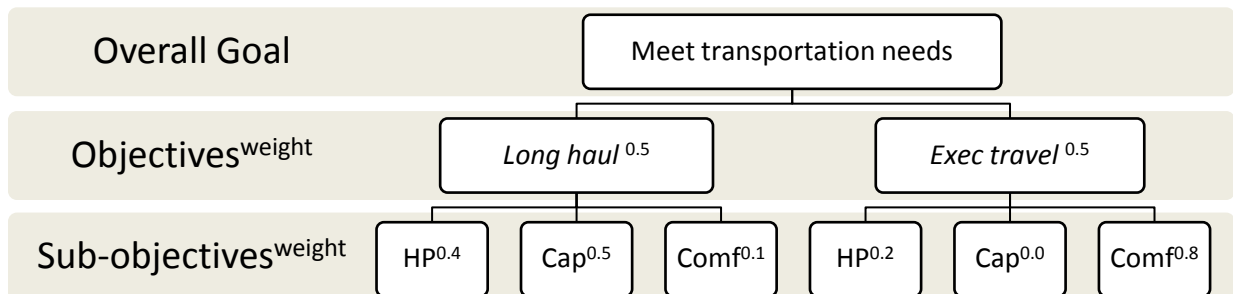 Overall Goal
Meet transportation needs
Objectives^weight
Long haul ^0.5
Exec travel ^0.5
Sub-objectives^weight
HP^0.4
Cap^0.5
Comf^0.1
HP^0.2
Cap^0.0
Comf^0.8